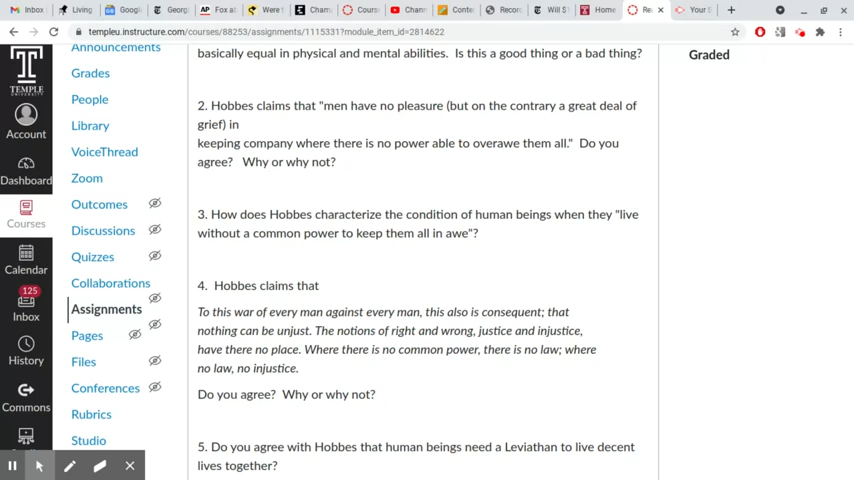 Inbox
Living
Google
Georg
Fox ab
Were t
Cham
Cours
Chann
Conte
Recor
Will $1
Home
Rea
Your S
templeu.instructure.com/courses/88253/assignments/1115331?module_item_id=2814622
TEMPLE
Account
Dashboard
Courses
Calendar
125
Inbox
History
Commons
Announcements
Grades
People
Library
VoiceThread
Zoom
Outcomes
Discussions
Quizzes
Collaborations
Assignments
Pages
Files
Conferences
Rubrics
Studio
basically equal in physical and mental abilities. Is this a good thing or a bad thing?
2. Hobbes claims that "men have no pleasure (but on the contrary a great deal of
grief) in
keeping company where there is no power able to overawe them all." Do you
agree? Why or why not?
3. How does Hobbes characterize the condition of human beings when they "live
without a common power to keep them all in awe"?
4. Hobbes claims that
To this war of every man against every man, this also is consequent; that
nothing can be unjust. The notions of right and wrong, justice and injustice,
have there no place. Where there is no common power, there is no law; where
no law, no injustice.
Do you agree? Why or why not?
5. Do you agree with Hobbes that human beings need a Leviathan to live decent
lives together?
Graded